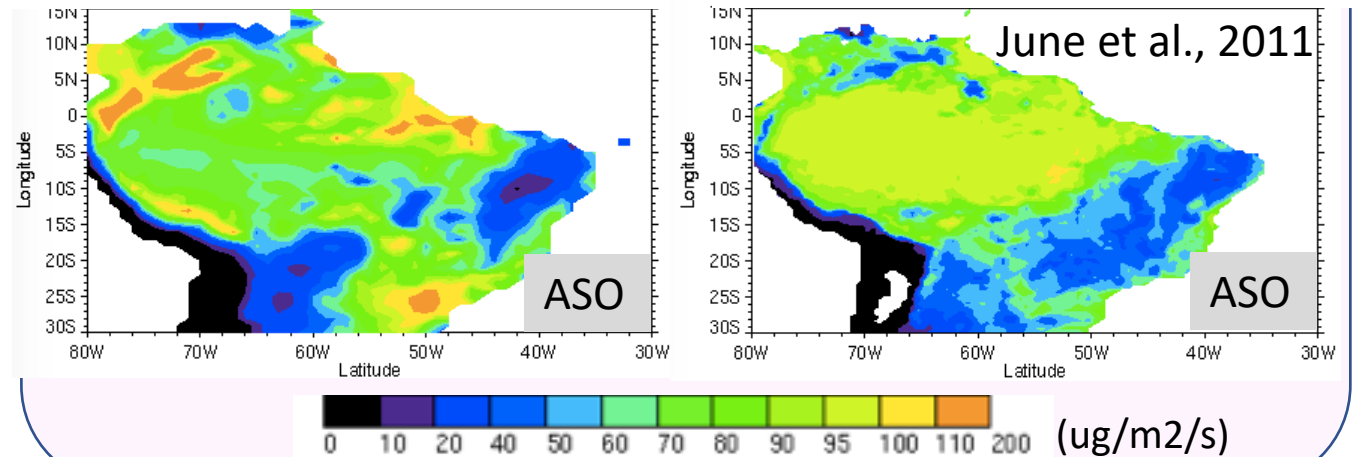 15N
10N
5N
0
5S
10S
15S
20S
25S
30S
Longitude
80W 70W 60W 50W 40W 30W
Latitude
ASO
15N
10N
5N
0
5S
10S
15S
20S
25S
30S
Longitude
80W 70W 60W 50W 40W 30W
Latitude
June et al., 2011
ASO
0 10 20 40 50 60 70 80 90 95 100 110 200 (ug/m2/s)